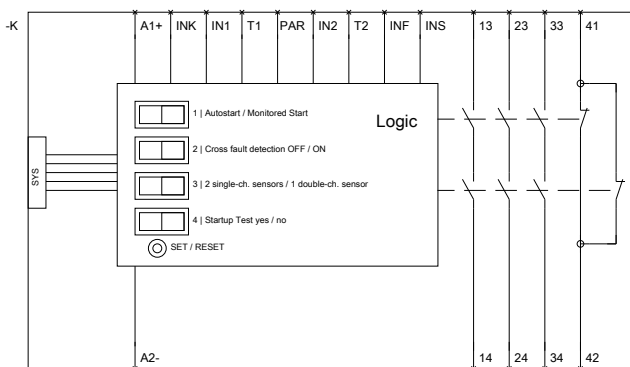 -K A1+ INK IN1 T1 PAR IN2 T2 INF INS 13 23 33 41
1 | Autostart / Monitored Start
Logic
2 | Cross fault detection OFF / ON
SYS
3 | 2 single-ch. sensors / 1 double-ch. sensor
4 | Startup Test yes / no
SET / RESET
A2- 14 24 34 42